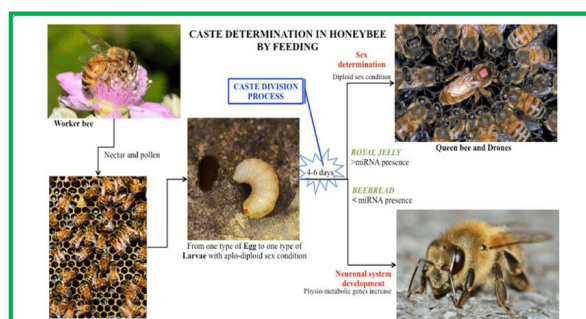 CASTE DETERMINATION IN HONEYBEE
BY FEEDING
Worker bee
Nectar and pollen
CASTE DIVISION
PROCESS
From one type of Egg to one type of
Larvae with aplo-diploid sex condition
4-6 days
Sex
determination
Diploid sex condition
Queen bee and Drones
ROYAL JELLY
>miRNA presence
BEEBREAD
< miRNA presence
Neuronal system
development
Physio-metabolic genes increase